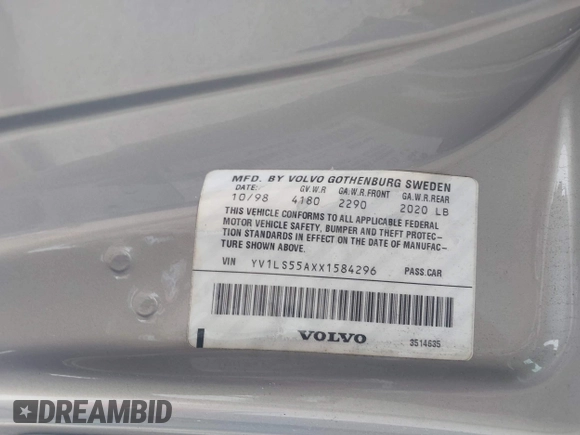 MFD. BY VOLVO GOTHENBURG SWEDEN
DATE: G.V.W.R GA.W.R.FRONT GA.W.R.REAR
10/98 4180 2290 2020 LB
THIS VEHICLE CONFORMS TO ALL APPLICABLE FEDERAL
MOTOR VEHICLE SAFETY, BUMPER AND THEFT PROTEC-
TION STANDARDS IN EFFECT ON THE DATE OF MANUFAC-
TURE SHOWN ABOVE.
VIN YV1LS55AXX1584296 PASS.CAR
VOLVO 3514635
DREAMBID